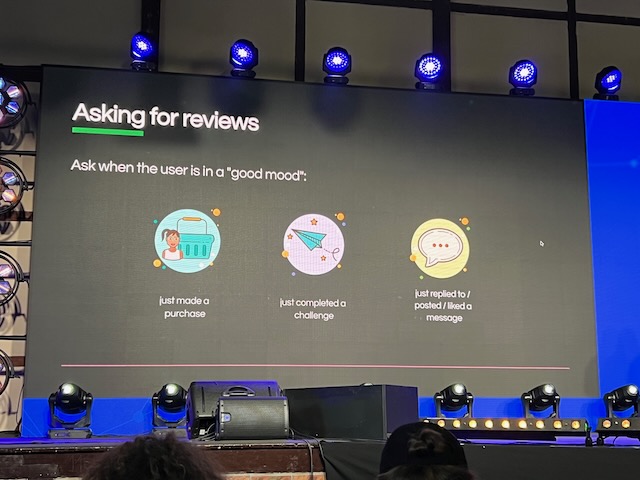 Asking for reviews
Ask when the user is in a "good mood":
just made a
purchase
just completed a
challenge
just replied to /
posted / liked a
message